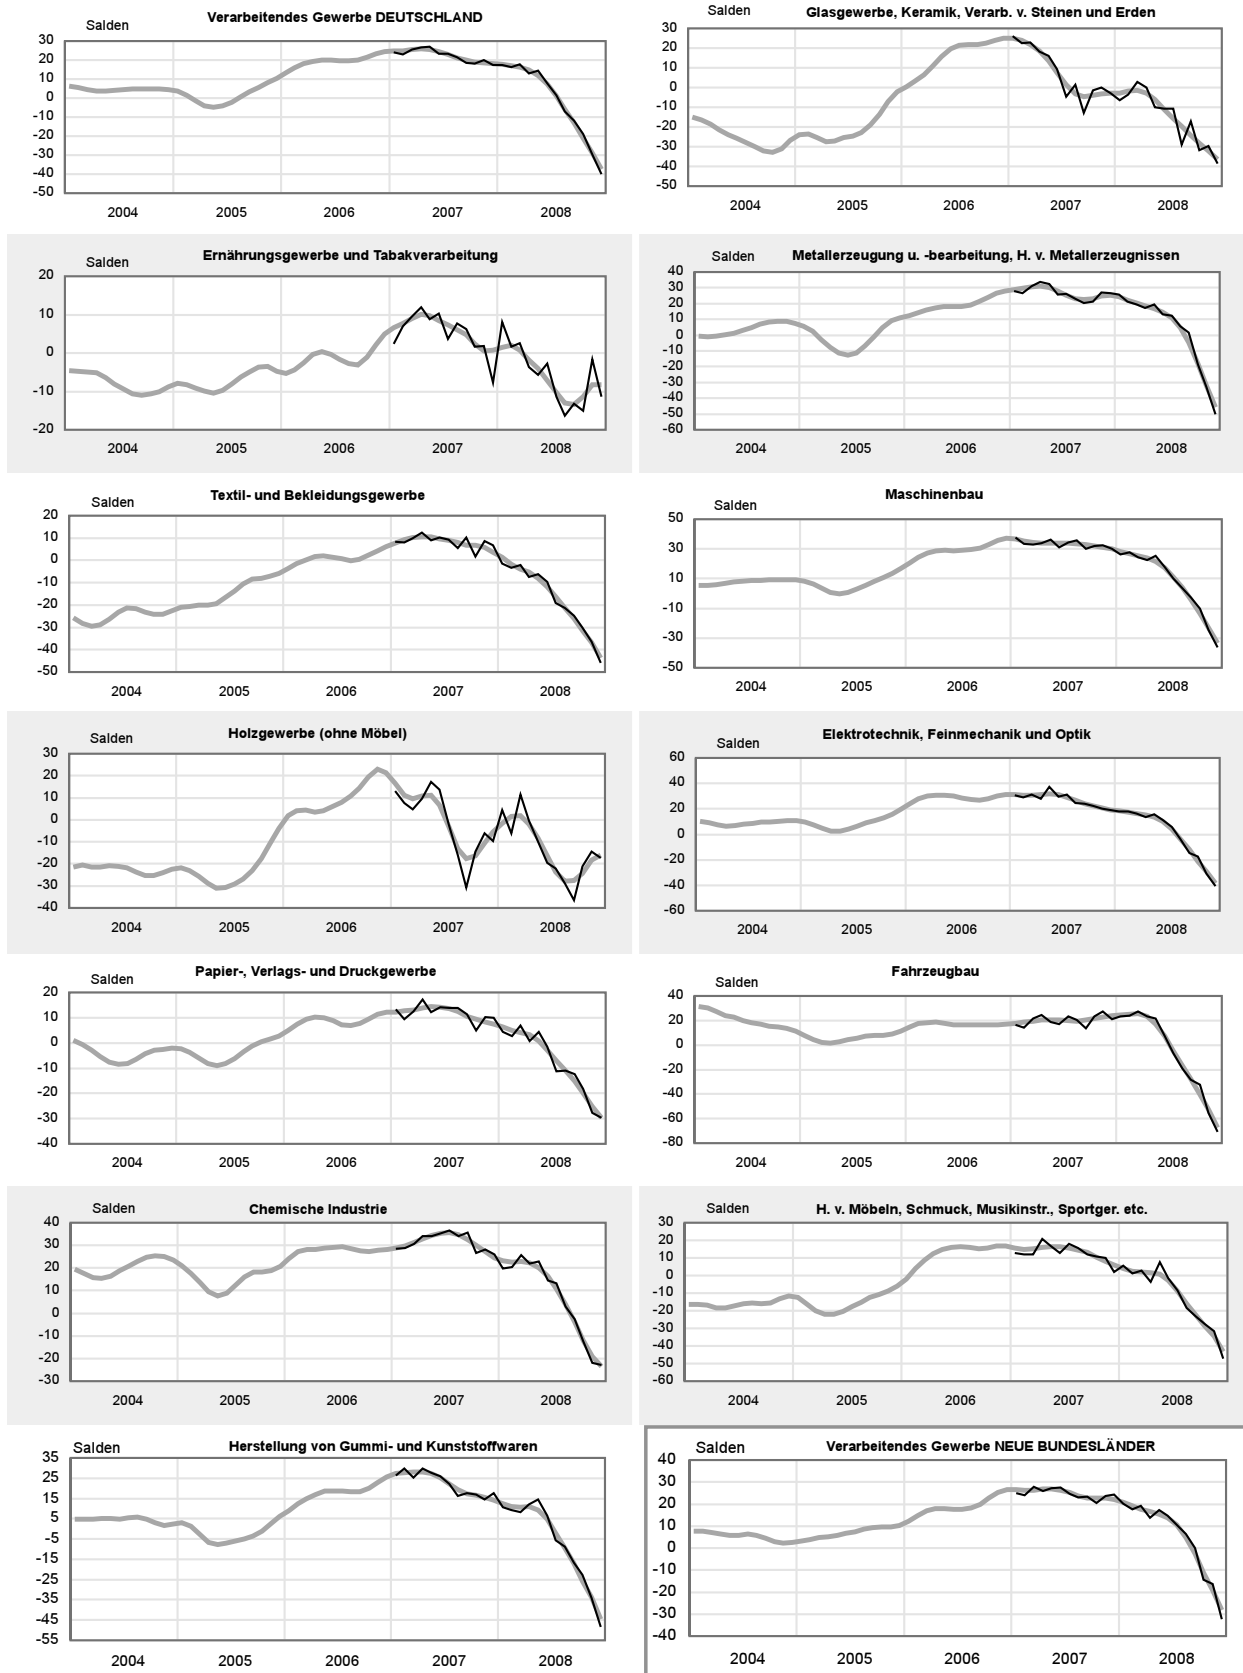 Verarbeitendes Gewerbe DEUTSCHLAND
Salden
30
20
10
0
-10
-20
-30
-40
-50
2004 2005 2006 2007 2008
Glasgewerbe, Keramik, Verarb. v. Steinen und Erden
Salden
30
20
10
0
-10
-20
-30
-40
-50
2004 2005 2006 2007 2008
Ernährungsgewerbe und Tabakverarbeitung
Salden
20
10
0
-10
-20
2004 2005 2006 2007 2008
Metallerzeugung u. -bearbeitung, H. v. Metallerzeugnissen
Salden
40
30
20
10
0
-10
-20
-30
-40
-50
-60
2004 2005 2006 2007 2008
Textil- und Bekleidungsgewerbe
Salden
20
10
0
-10
-20
-30
-40
-50
2004 2005 2006 2007 2008
Maschinenbau
Salden
50
30
10
-10
-30
-50
2004 2005 2006 2007 2008
Holzgewerbe (ohne Möbel)
Salden
30
20
10
0
-10
-20
-30
-40
2004 2005 2006 2007 2008
Elektrotechnik, Feinmechanik und Optik
Salden
60
40
20
0
-20
-40
-60
2004 2005 2006 2007 2008
Papier-, Verlags- und Druckgewerbe
Salden
20
10
0
-10
-20
-30
-40
2004 2005 2006 2007 2008
Fahrzeugbau
Salden
40
20
0
-20
-40
-60
-80
2004 2005 2006 2007 2008
Chemische Industrie
Salden
40
30
20
10
0
-10
-20
-30
2004 2005 2006 2007 2008
H. v. Möbeln, Schmuck, Musikinstr., Sportger. etc.
Salden
30
20
10
0
-10
-20
-30
-40
-50
-60
2004 2005 2006 2007 2008
Herstellung von Gummi- und Kunststoffwaren
Salden
35
25
15
5
-5
-15
-25
-35
-45
-55
2004 2005 2006 2007 2008
Verarbeitendes Gewerbe NEUE BUNDESLÄNDER
Salden
40
30
20
10
0
-10
-20
-30
-40
2004 2005 2006 2007 2008